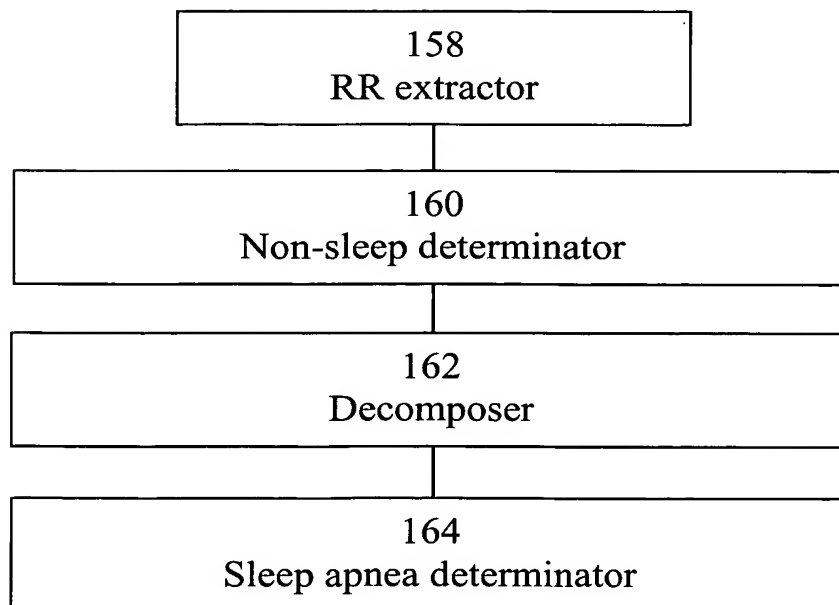 158
RR extractor
160
Non-sleep determinator
162
Decomposer
164
Sleep apnea determinator